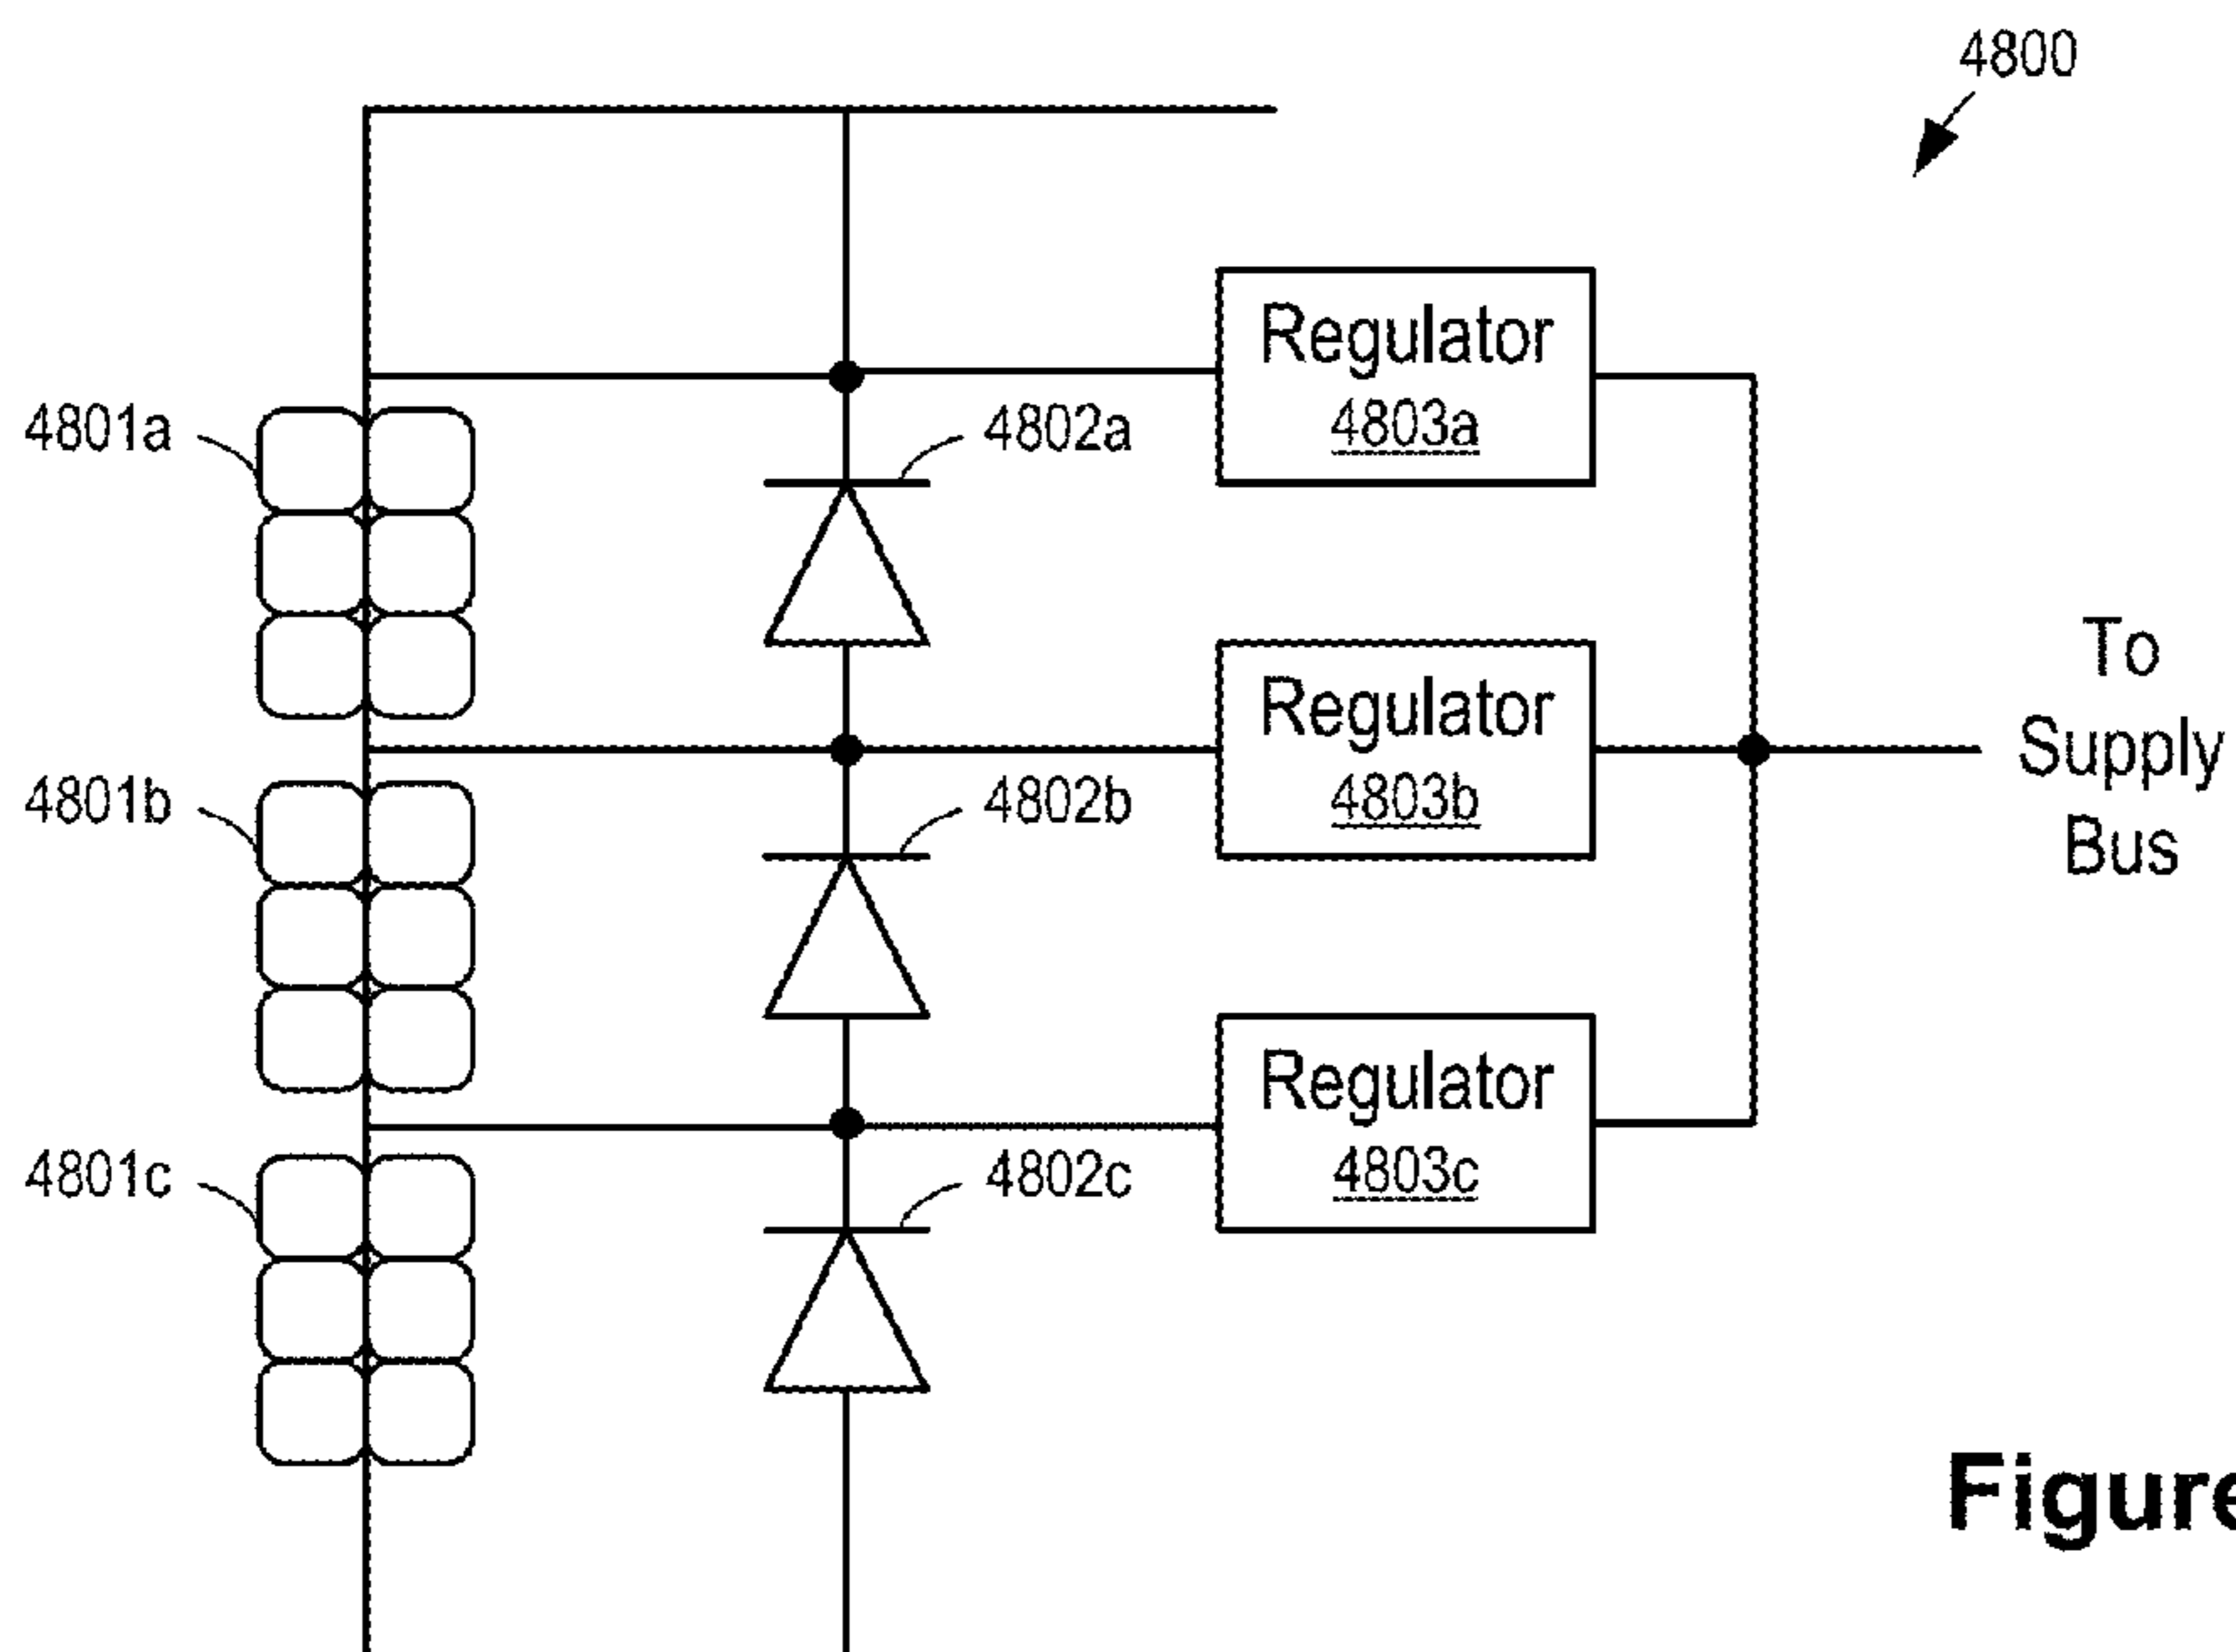 4800
Regulator
4803a
4801a
4802a
Regulator
4803b
To
Supply
Bus
4801b
4802b
Regulator
4803c
4801c
4802c
Figure